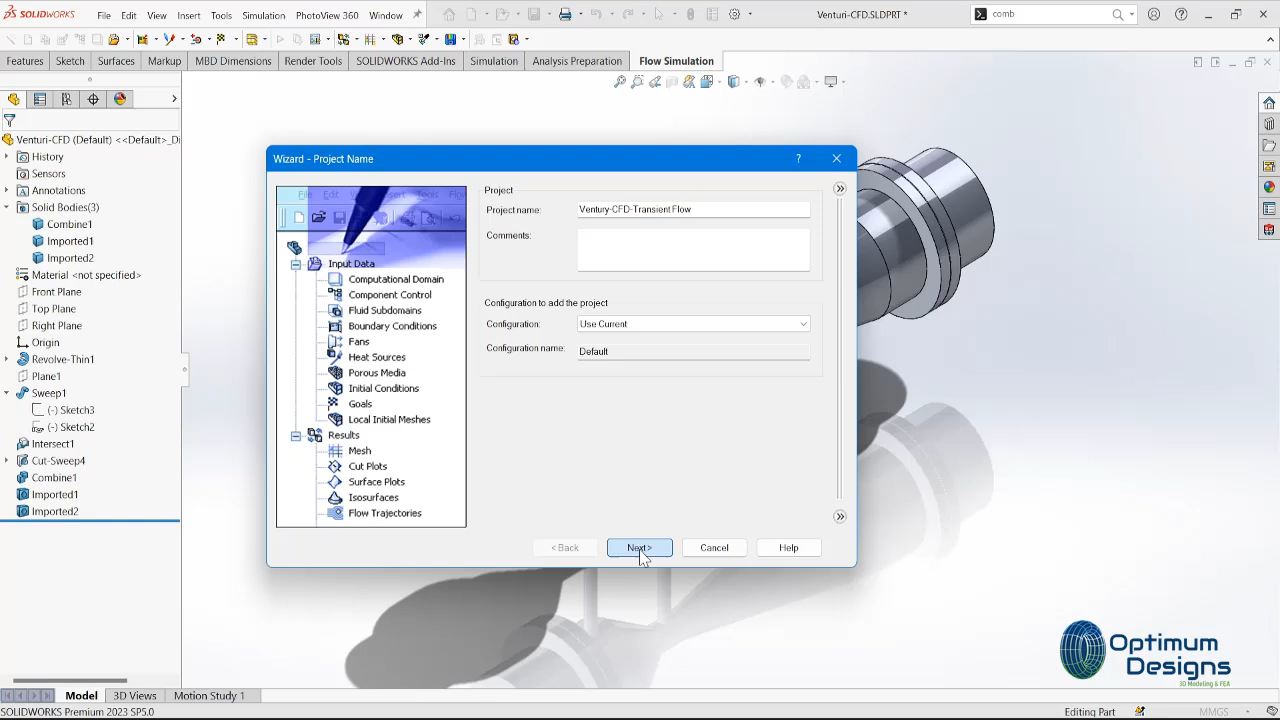 SOLIDWORKS File Edit View Insert Tools Simulation PhotoView 360 Window Venturi-CFD.SLDPRT * comb
Features Sketch Surfaces Markup MBD Dimensions Render Tools SOLIDWORKS Add-Ins Simulation Analysis Preparation Flow Simulation
Venturi-CFD (Default) <<Default>_Di
History
Sensors
Annotations
Solid Bodies(3)
Combine1
Imported1
Imported2
Material <not specified>
Front Plane
Top Plane
Right Plane
Origin
Revolve-Thin1
Plane1
Sweep1
(-) Sketch3
(-) Sketch2
Intersect1
Cut-Sweep4
Combine1
Imported1
Imported2
Wizard - Project Name
Input Data
Computational Domain
Component Control
Fluid Subdomains
Boundary Conditions
Fans
Heat Sources
Porous Media
Initial Conditions
Goals
Local Initial Meshes
Results
Mesh
Cut Plots
Surface Plots
Isosurfaces
Flow Trajectories
Project
Project name: Ventury-CFD-Transient Flow
Comments:
Configuration to add the project
Configuration: Use Current
Configuration name: Default
< Back Next > Cancel Help
Optimum
Designs
3D Modeling & FEA
Model 3D Views Motion Study 1
SOLIDWORKS Premium 2023 SP5.0 Editing Part MMGS